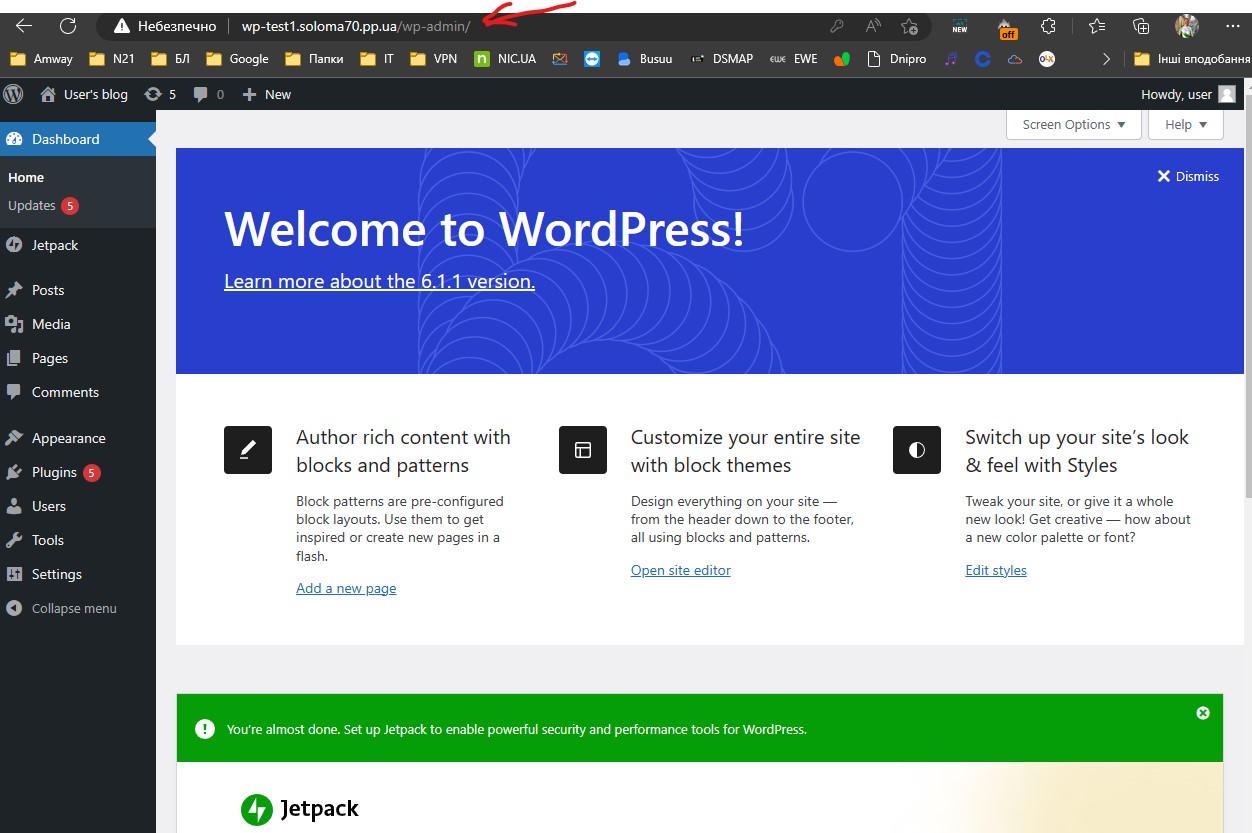 Небезпечно wp-test1.soloma70.pp.ua/wp-admin/ NEW off
Amway N21 БЛ Google Папки IT VPN n NIC.UA Busuu DSMAP EWE EWE Dnipro Інші вподобання
User's blog 5 0 New Howdy, user
Screen Options Help
Dashboard
Home
Updates 5
Jetpack
Posts
Media
Pages
Comments
Appearance
Plugins 5
Users
Tools
Settings
Collapse menu
Dismiss
Welcome to WordPress!
Learn more about the 6.1.1 version.
Author rich content with
blocks and patterns
Block patterns are pre-configured
block layouts. Use them to get
inspired or create new pages in a
flash.
Add a new page
Customize your entire site
with block themes
Design everything on your site —
from the header down to the footer,
all using blocks and patterns.
Open site editor
Switch up your site's look
& feel with Styles
Tweak your site, or give it a whole
new look! Get creative — how about
a new color palette or font?
Edit styles
You're almost done. Set up Jetpack to enable powerful security and performance tools for WordPress.
Jetpack